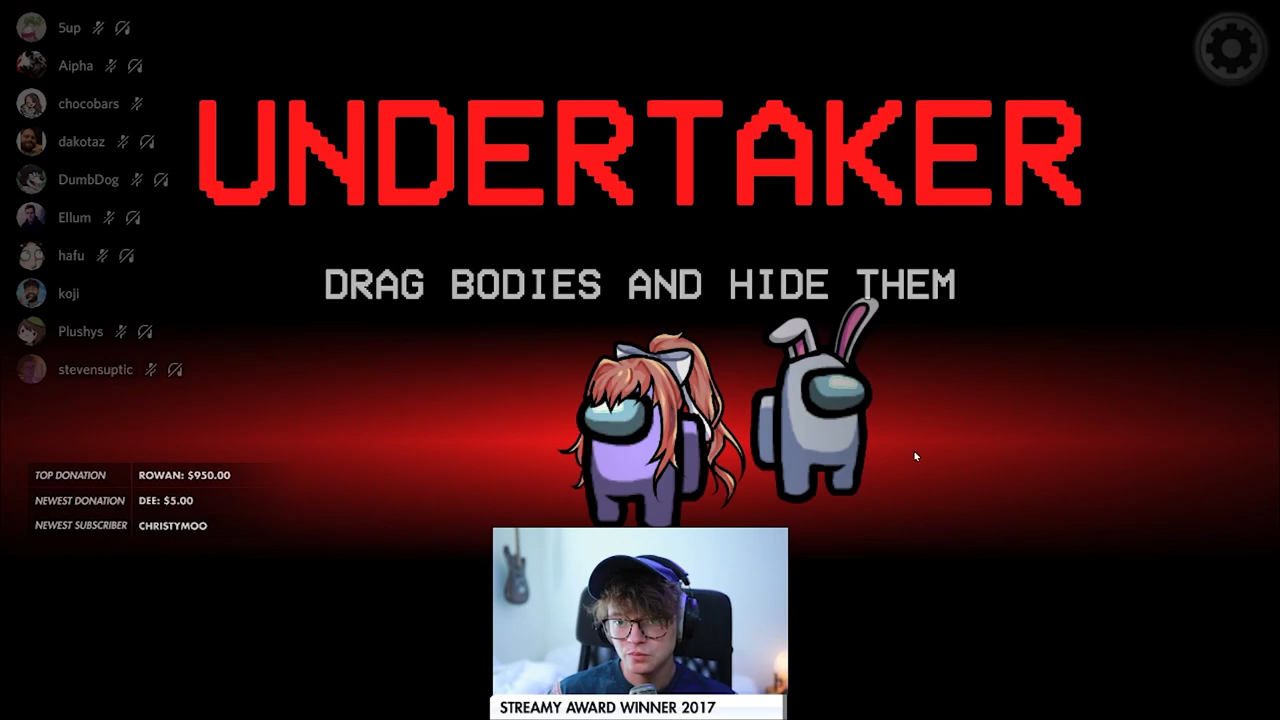 5up
Aipha
chocobars
dakotaz
DumbDog
Ellum
hafu
koji
Plushys
stevensuptic
UNDERTAKER
DRAG BODIES AND HIDE THEM
TOP DONATION ROWAN: $950.00
NEWEST DONATION DEE: $5.00
NEWEST SUBSCRIBER CHRISTYMOO
STREAMY AWARD WINNER 2017